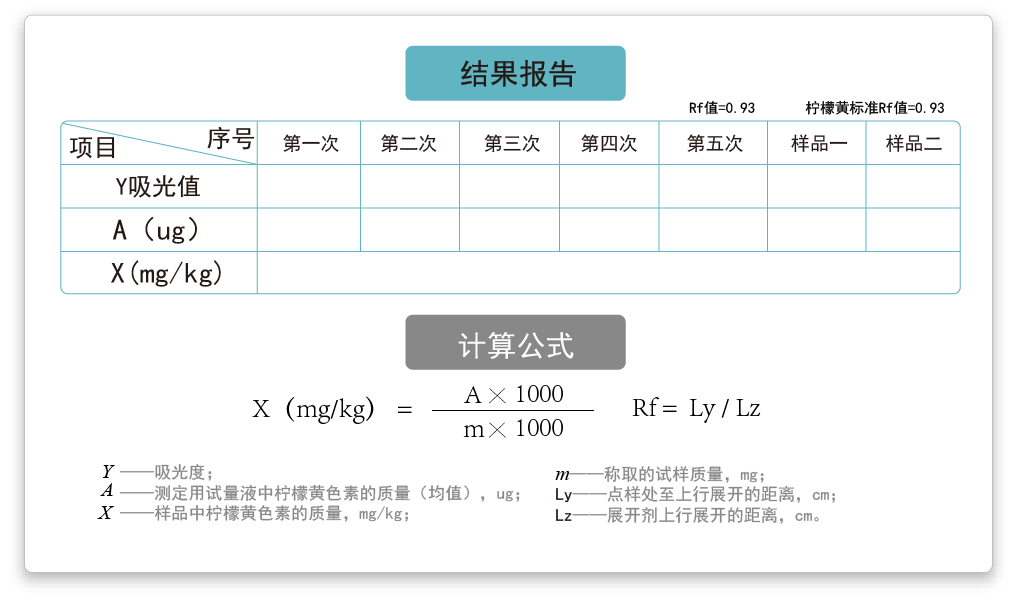 结果报告
Rf值=0.93 柠檬黄标准Rf值=0.93
项目 序号 第一次 第二次 第三次 第四次 第五次 样品一 样品二
Y吸光值
A（ug）
X(mg/kg)
计算公式
X（mg/kg） = A×1000 / m×1000 Rf= Ly / Lz
Y ——吸光度；
A ——测定用试量液中柠檬黄色素的质量（均值），ug；
X ——样品中柠檬黄色素的质量，mg/kg；
m——称取的试样质量，mg；
Ly——点样处至上行展开的距离，cm；
Lz——展开剂上行展开的距离，cm。